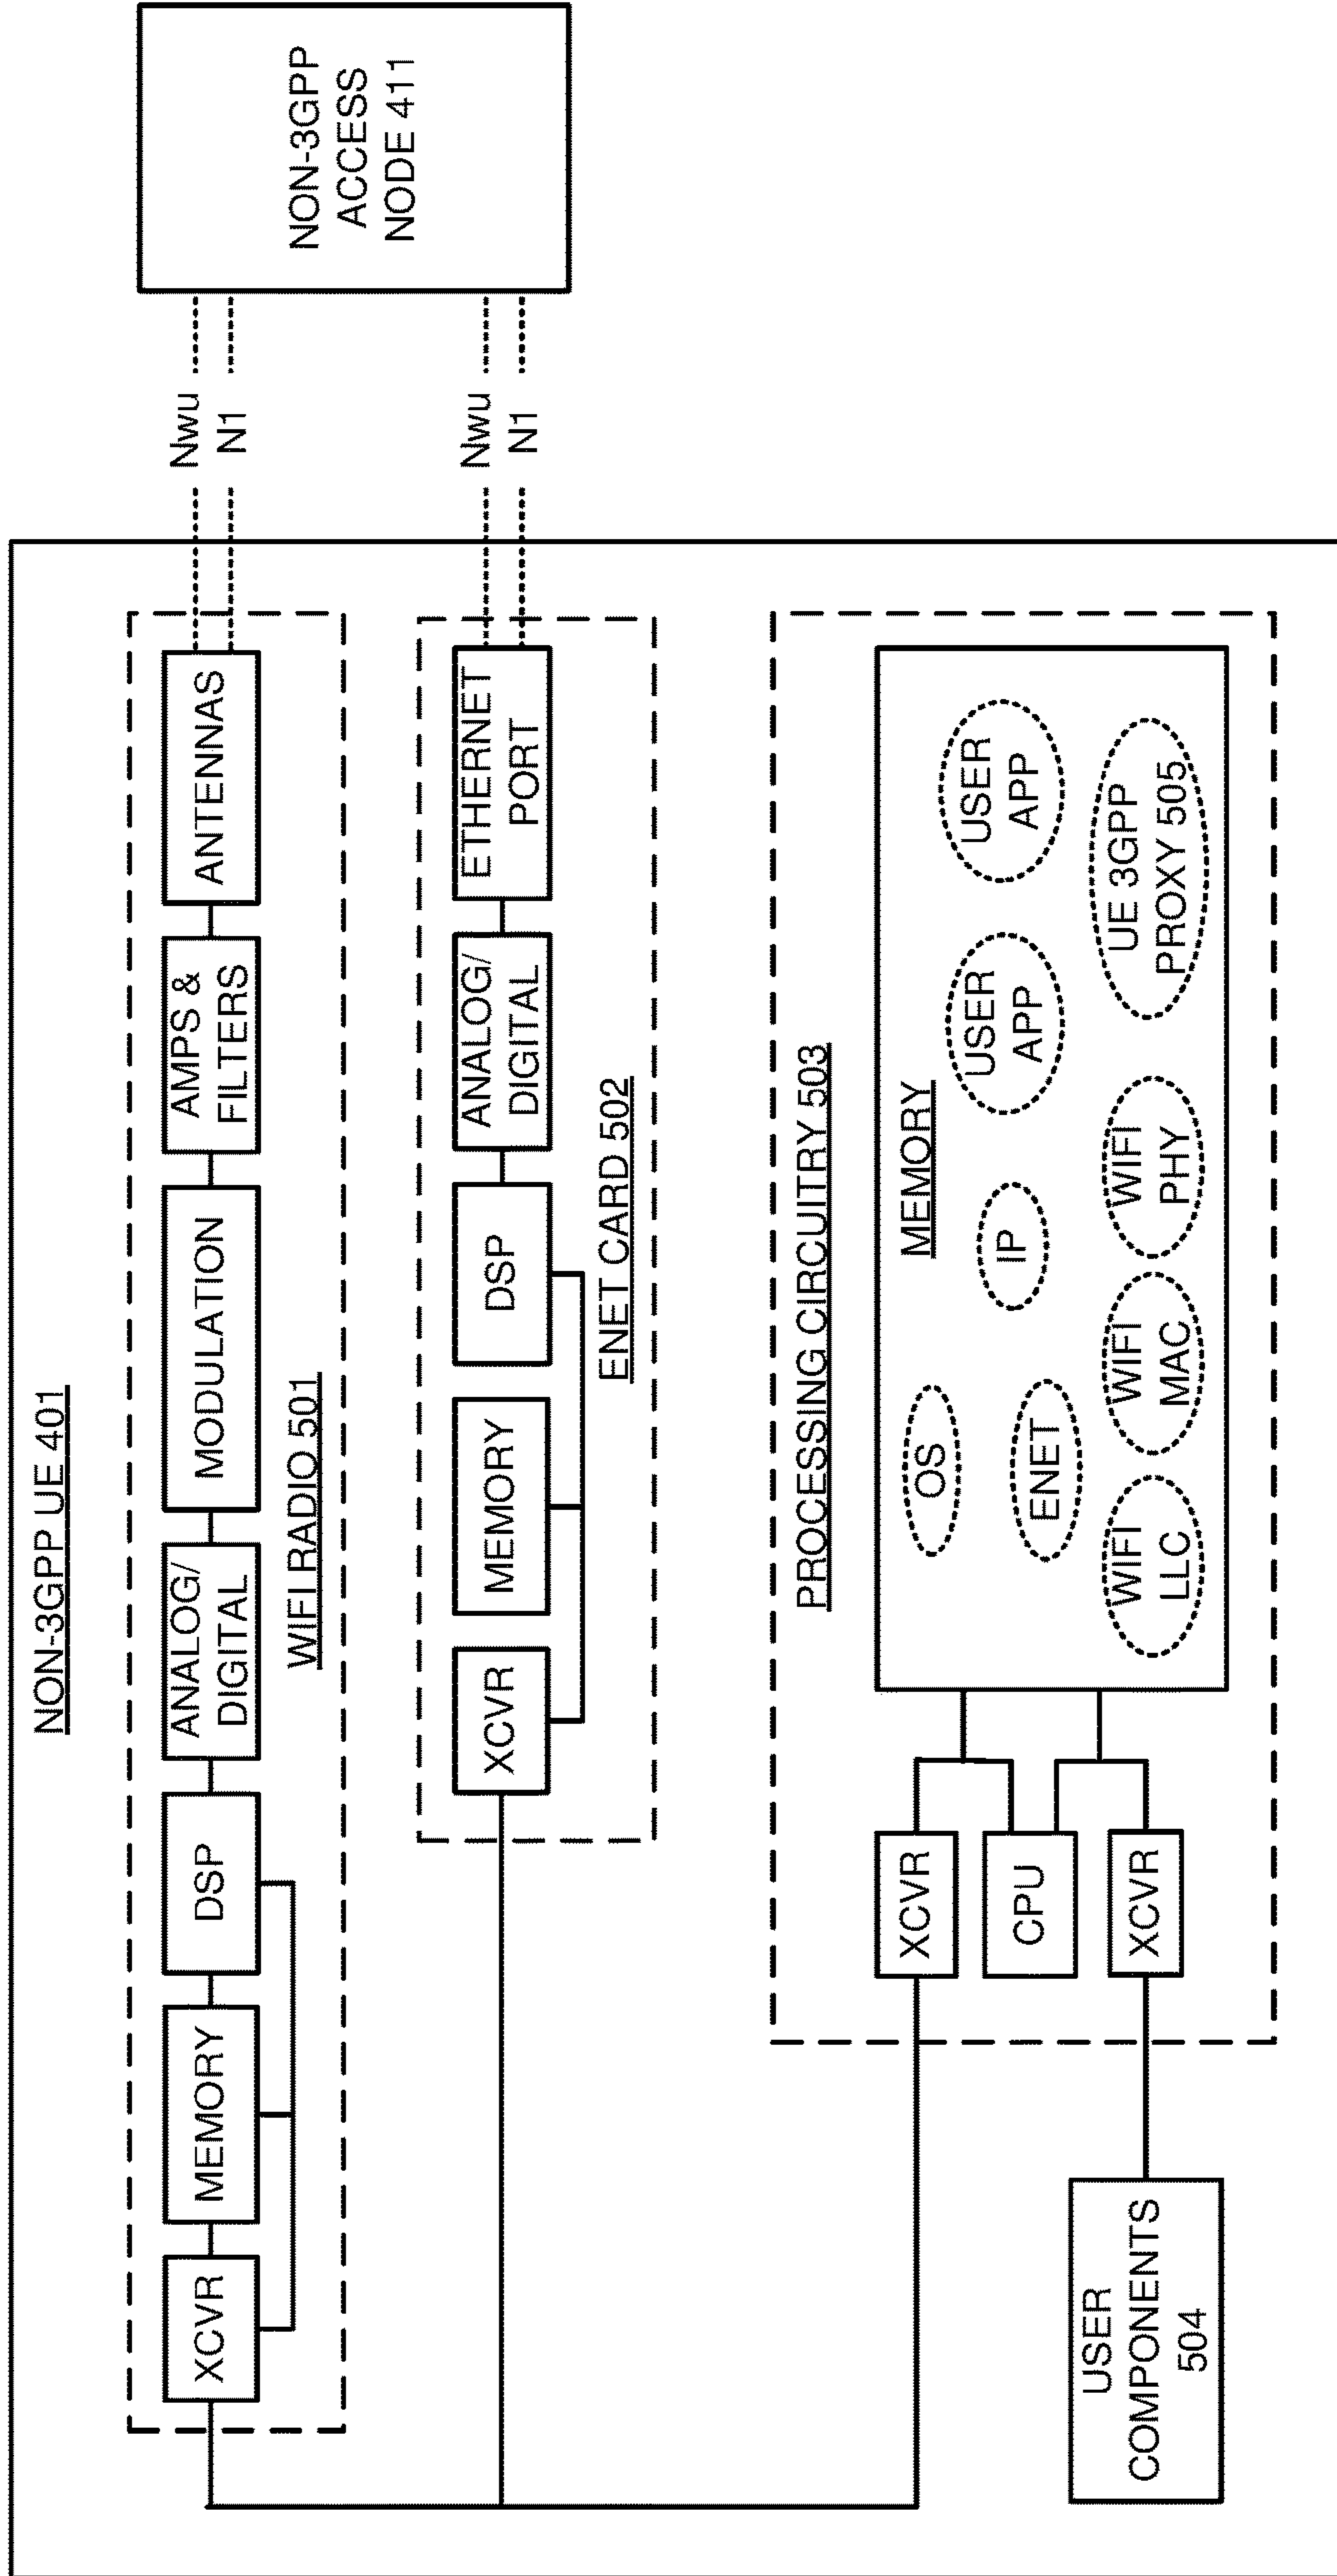 NON-3GPP UE 401
XCVR
MEMORY
DSP
ANALOG/
DIGITAL
MODULATION
AMPS &
FILTERS
ANTENNAS
WIFI RADIO 501
Nwu
N1
NON-3GPP
ACCESS
NODE 411
XCVR
MEMORY
DSP
ANALOG/
DIGITAL
ETHERNET
PORT
ENET CARD 502
Nwu
N1
PROCESSING CIRCUITRY 503
XCVR
CPU
XCVR
MEMORY
OS
IP
USER
APP
USER
APP
ENET
WIFI
LLC
WIFI
MAC
WIFI
PHY
UE 3GPP
PROXY 505
USER
COMPONENTS
504